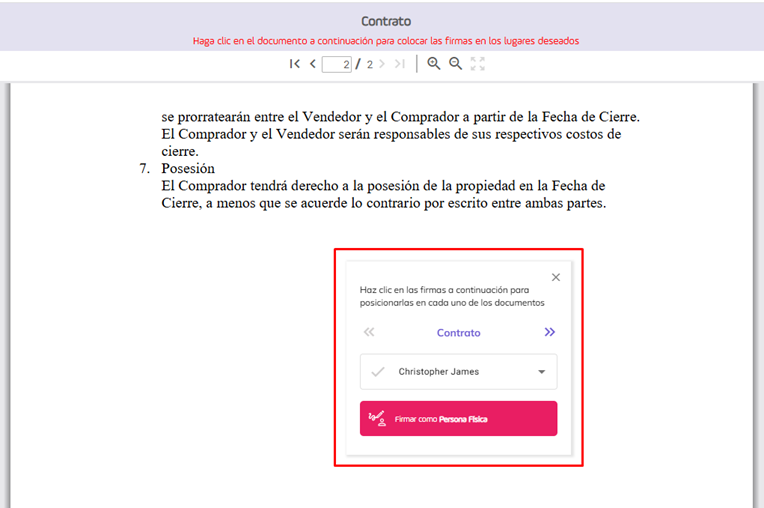 Contrato
Haga clic en el documento a continuación para colocar las firmas en los lugares deseados
2 / 2
se prorratearán entre el Vendedor y el Comprador a partir de la Fecha de Cierre.
El Comprador y el Vendedor serán responsables de sus respectivos costos de
cierre.
7. Posesión
El Comprador tendrá derecho a la posesión de la propiedad en la Fecha de
Cierre, a menos que se acuerde lo contrario por escrito entre ambas partes.
Haz clic en las firmas a continuación para
posicionarlas en cada uno de los documentos
Contrato
Christopher James
Firmar como Persona Física